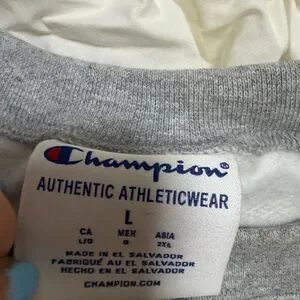 Champion®
AUTHENTIC ATHLETICWEAR
L
CA MEX ASIA
L/G G 2XL
MADE IN EL SALVADOR
FABRIQUÉ AU EL SALVADOR
HECHO EN EL SALVADOR
CHAMPION.COM